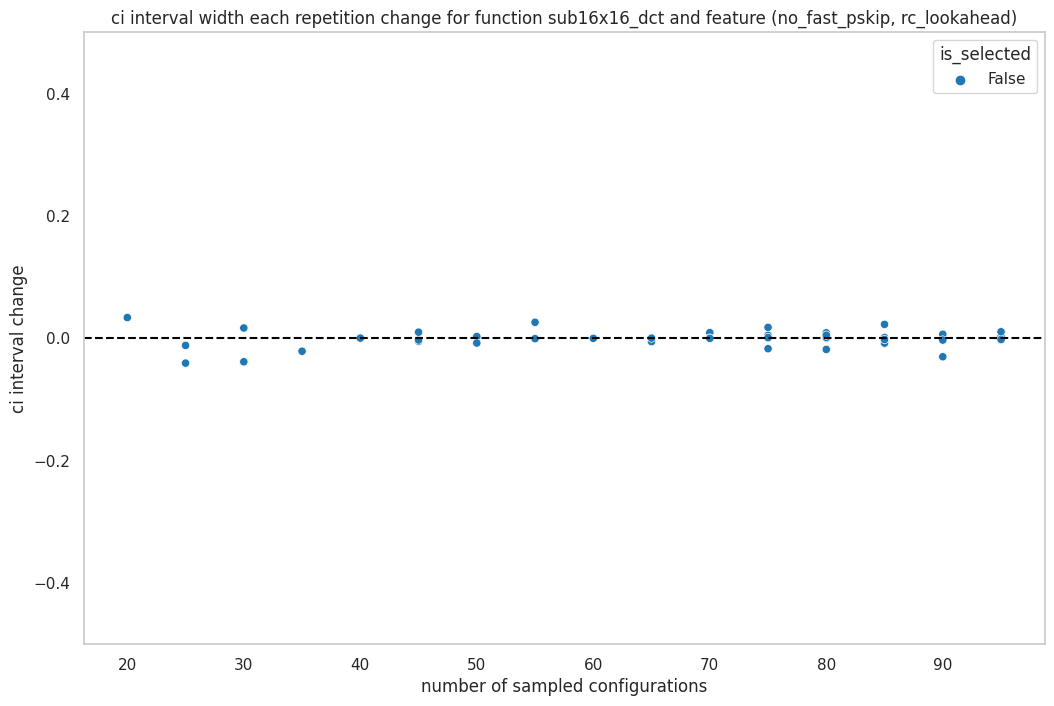 ci interval width each repetition change for function sub16x16_dct and feature (no_fast_pskip, rc_lookahead)
is_selected
False
ci interval change
0.4
0.2
0.0
−0.2
−0.4
20 30 40 50 60 70 80 90
number of sampled configurations